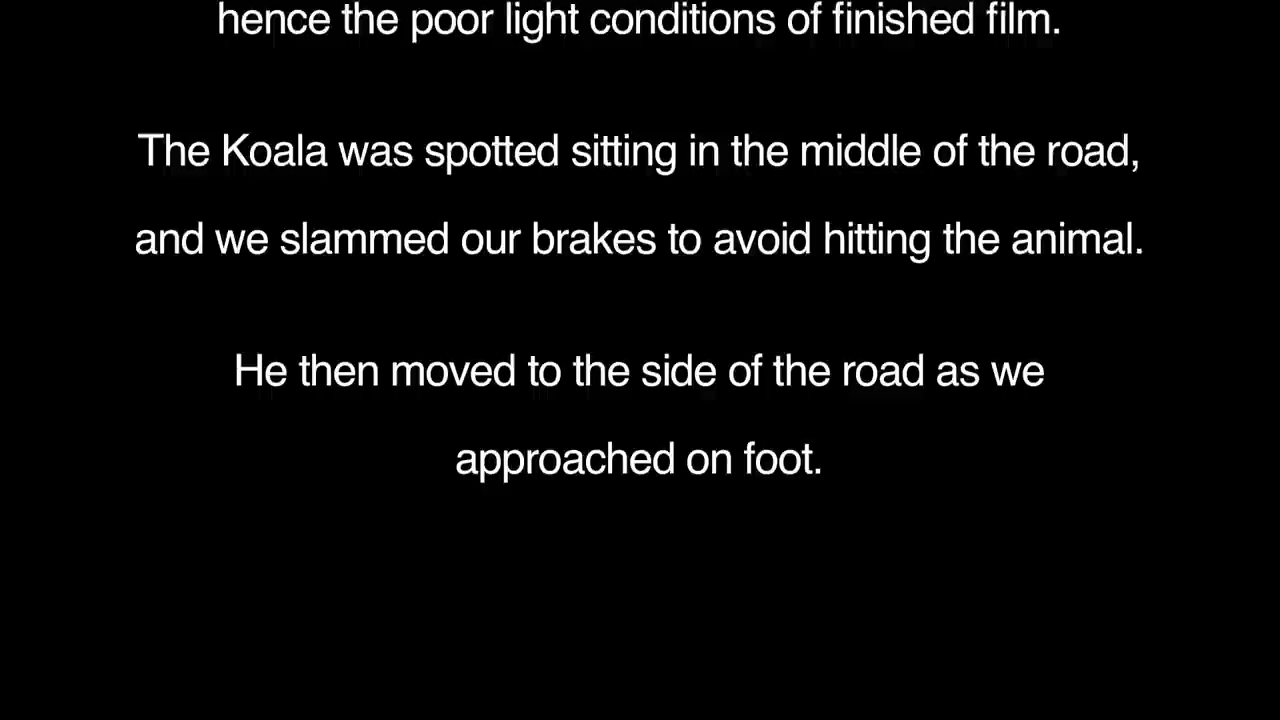 hence the poor light conditions of finished film.
The Koala was spotted sitting in the middle of the road,
and we slammed our brakes to avoid hitting the animal.
He then moved to the side of the road as we
approached on foot.